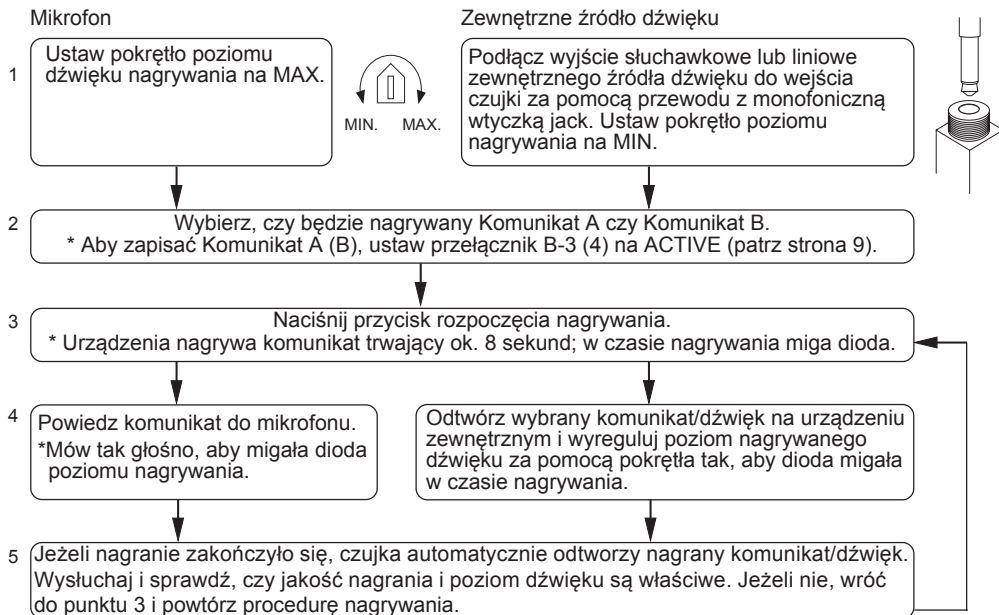 Mikrofon
Zewnętrzne źródło dźwięku
1
Ustaw pokrętło poziomu
dźwięku nagrywania na MAX.
MIN. MAX.
Podłącz wyjście słuchawkowe lub liniowe
zewnętrznego źródła dźwięku do wejścia
czujki za pomocą przewodu z monofoniczną
wtyczką jack. Ustaw pokrętło poziomu
nagrywania na MIN.
2
Wybierz, czy będzie nagrywany Komunikat A czy Komunikat B.
* Aby zapisać Komunikat A (B), ustaw przełącznik B-3 (4) na ACTIVE (patrz strona 9).
3
Naciśnij przycisk rozpoczęcia nagrywania.
* Urządzenia nagrywa komunikat trwający ok. 8 sekund; w czasie nagrywania miga dioda.
4
Powiedz komunikat do mikrofonu.
*Mów tak głośno, aby migała dioda
poziomu nagrywania.
Odtwórz wybrany komunikat/dźwięk na urządzeniu
zewnętrznym i wyreguluj poziom nagrywanego
dźwięku za pomocą pokrętła tak, aby dioda migała
w czasie nagrywania.
5
Jeżeli nagranie zakończyło się, czujka automatycznie odtworzy nagrany komunikat/dźwięk.
Wysłuchaj i sprawdź, czy jakość nagrania i poziom dźwięku są właściwe. Jeżeli nie, wróć
do punktu 3 i powtórz procedurę nagrywania.